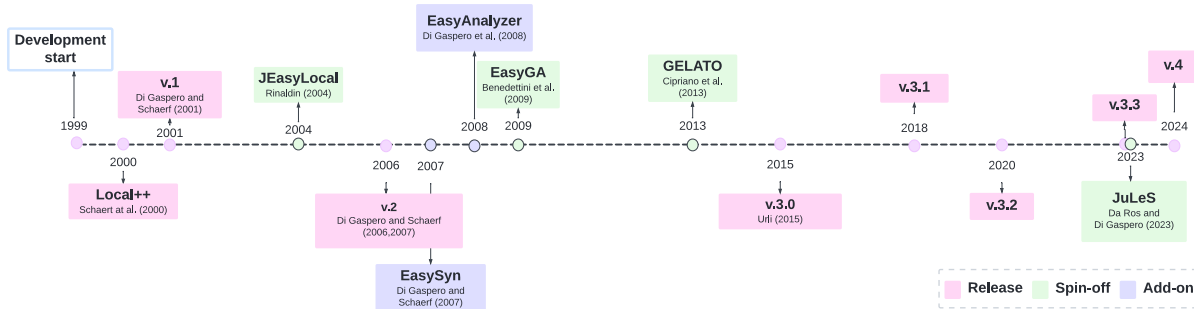 Development
start
1999
2000
Local++
Schaert at al. (2000)
v.1
Di Gaspero and
Schaerf (2001)
2001
JEasyLocal
Rinaldin (2004)
2004
2006
v.2
Di Gaspero and Schaerf
(2006,2007)
2007
EasySyn
Di Gaspero and
Schaerf (2007)
EasyAnalyzer
Di Gaspero et al. (2008)
2008
EasyGA
Benedettini et al.
(2009)
2009
GELATO
Cipriano et al.
(2013)
2013
2015
v.3.0
Urli (2015)
v.3.1
2018
2020
v.3.2
v.3.3
2023
JuLeS
Da Ros and
Di Gaspero (2023)
v.4
2024
Release
Spin-off
Add-on